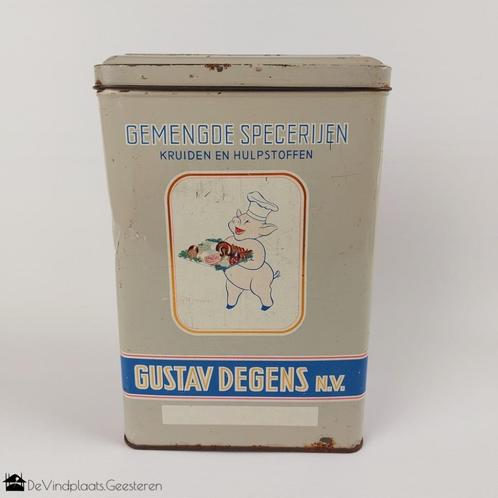 GEMENGDE SPECERIJEN
KRUIDEN EN HULPSTOFFEN
GUSTAV DEGENS N.V.
DeVindplaats.Geesteren